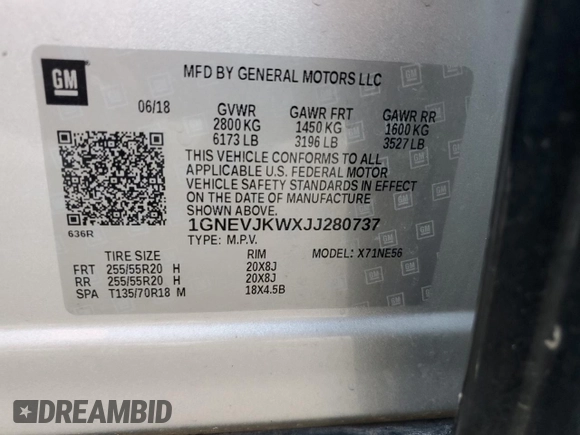 GM
MFD BY GENERAL MOTORS LLC
06/18 GVWR GAWR FRT GAWR RR
2800 KG 1450 KG 1600 KG
6173 LB 3196 LB 3527 LB
THIS VEHICLE CONFORMS TO ALL
APPLICABLE U.S. FEDERAL MOTOR
VEHICLE SAFETY STANDARDS IN EFFECT
ON THE DATE OF MANUFACTURE
SHOWN ABOVE.
636R
1GNEVJKWXJJ280737
TYPE: M.P.V. MODEL: X71NE56
TIRE SIZE RIM
FRT 255/55R20 H 20X8J
RR 255/55R20 H 20X8J
SPA T135/70R18 M 18X4.5B
DREAMBID